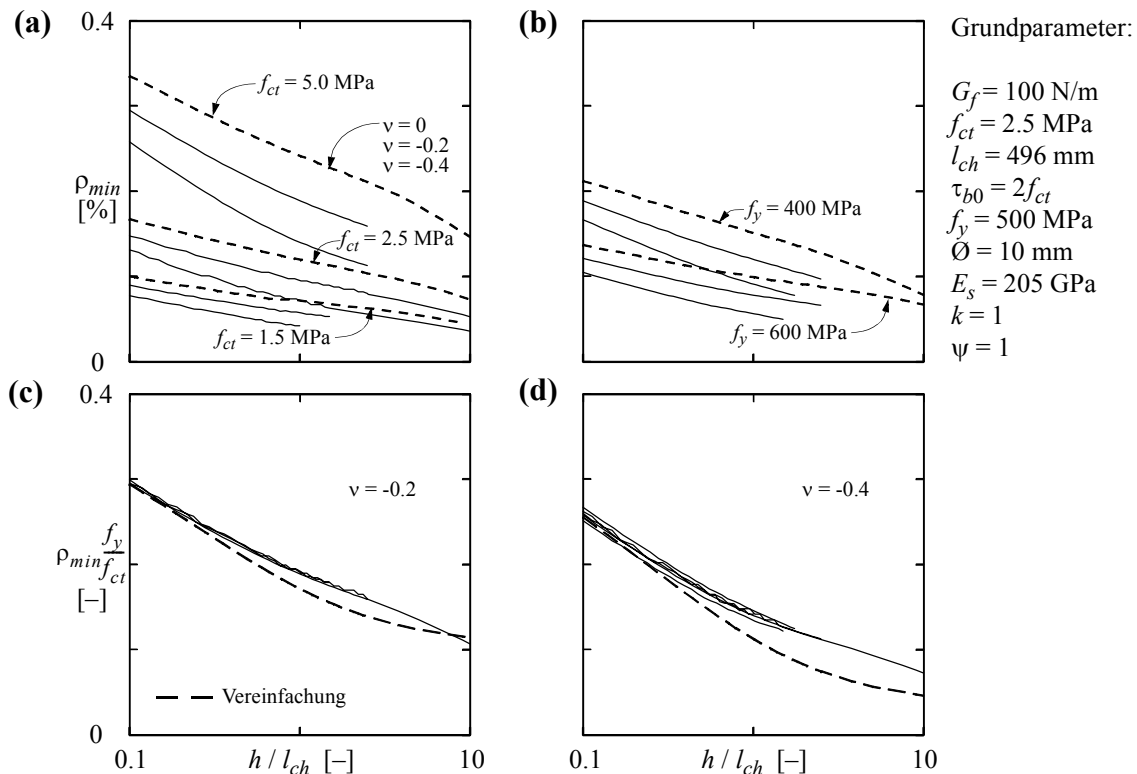 (a)
0.4
f_ct = 5.0 MPa
ν = 0
ν = -0.2
ν = -0.4
ρ_min
[%]
f_ct = 2.5 MPa
f_ct = 1.5 MPa
0
(b)
f_y = 400 MPa
f_y = 600 MPa
Grundparameter:
G_f = 100 N/m
f_ct = 2.5 MPa
l_ch = 496 mm
τ_b0 = 2f_ct
f_y = 500 MPa
Ø = 10 mm
E_s = 205 GPa
k = 1
ψ = 1
(c)
0.4
ν = -0.2
ρ_min f_y/f_ct
[–]
Vereinfachung
0
0.1
h / l_ch [–]
10
(d)
ν = -0.4
0.1
h / l_ch [–]
10